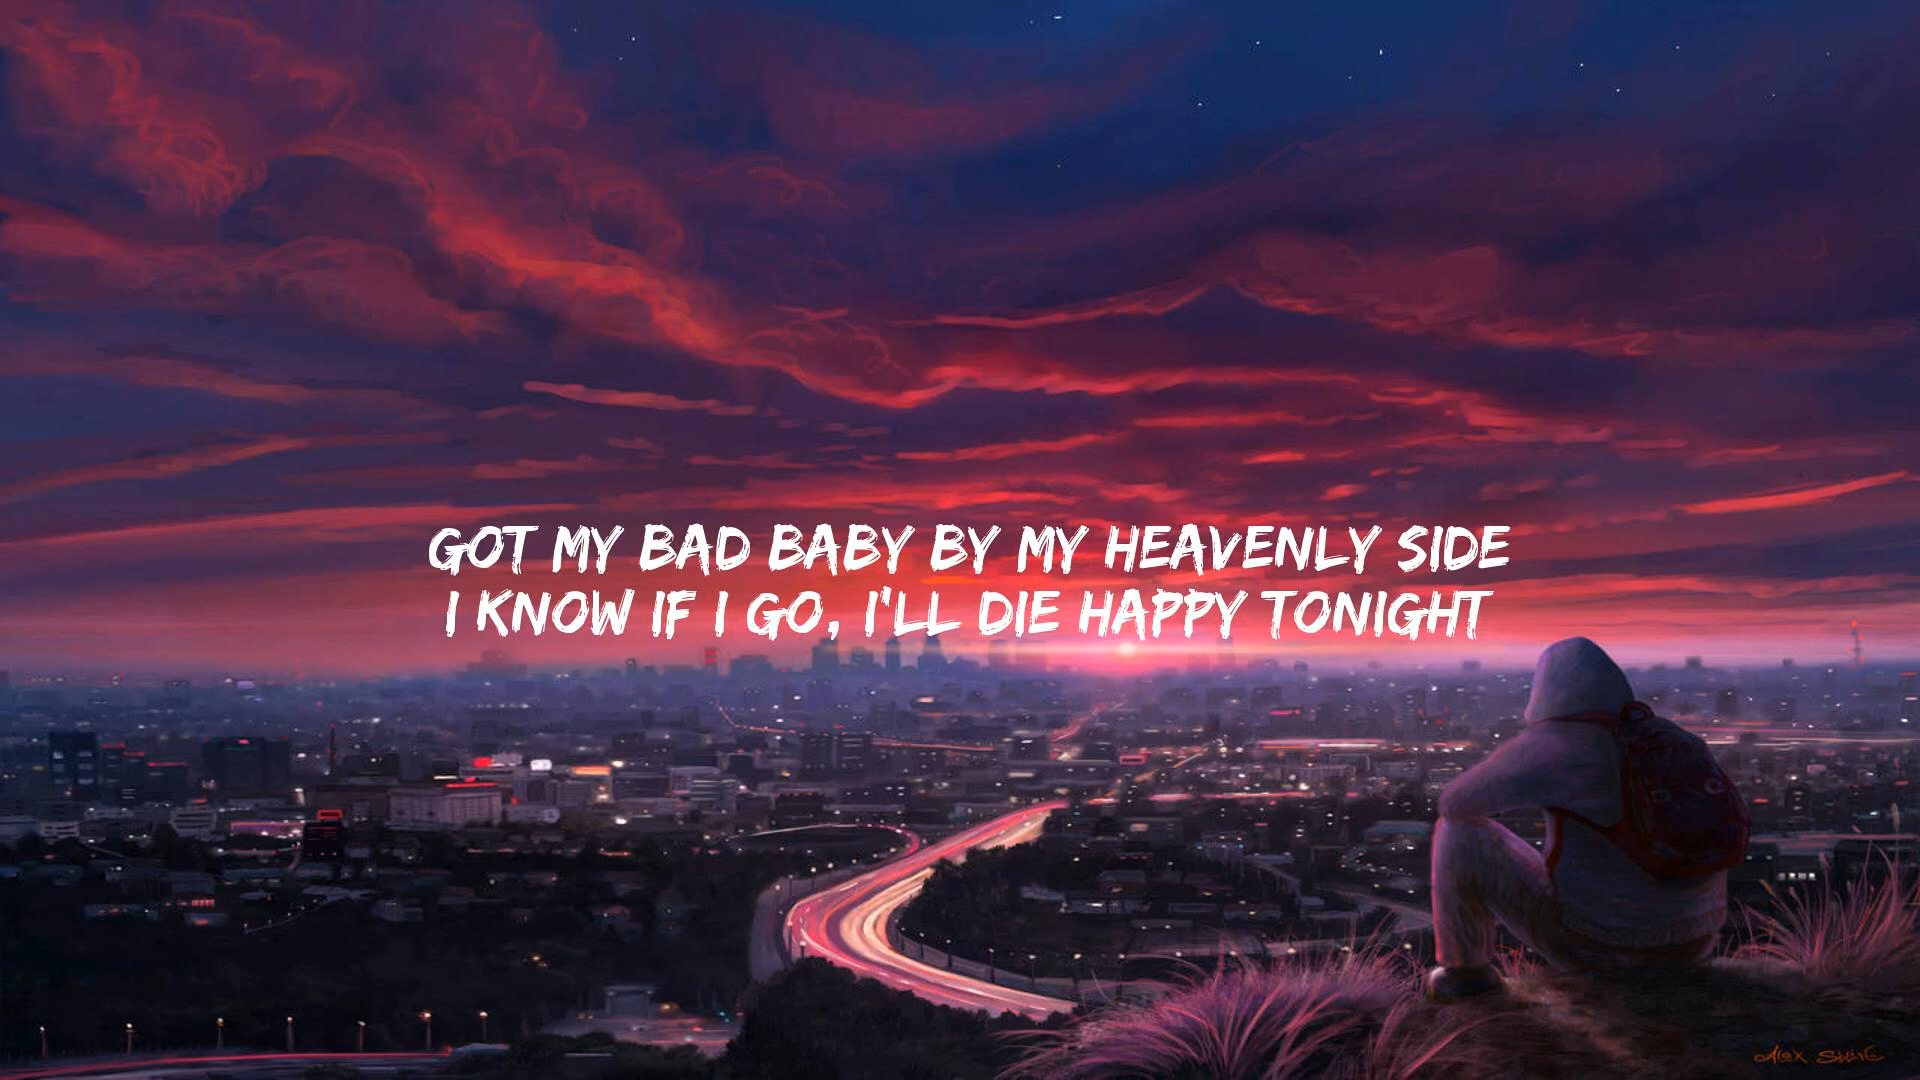 GOT MY BAD BABY BY MY HEAVENLY SIDE
I KNOW IF I GO, I'LL DIE HAPPY TONIGHT